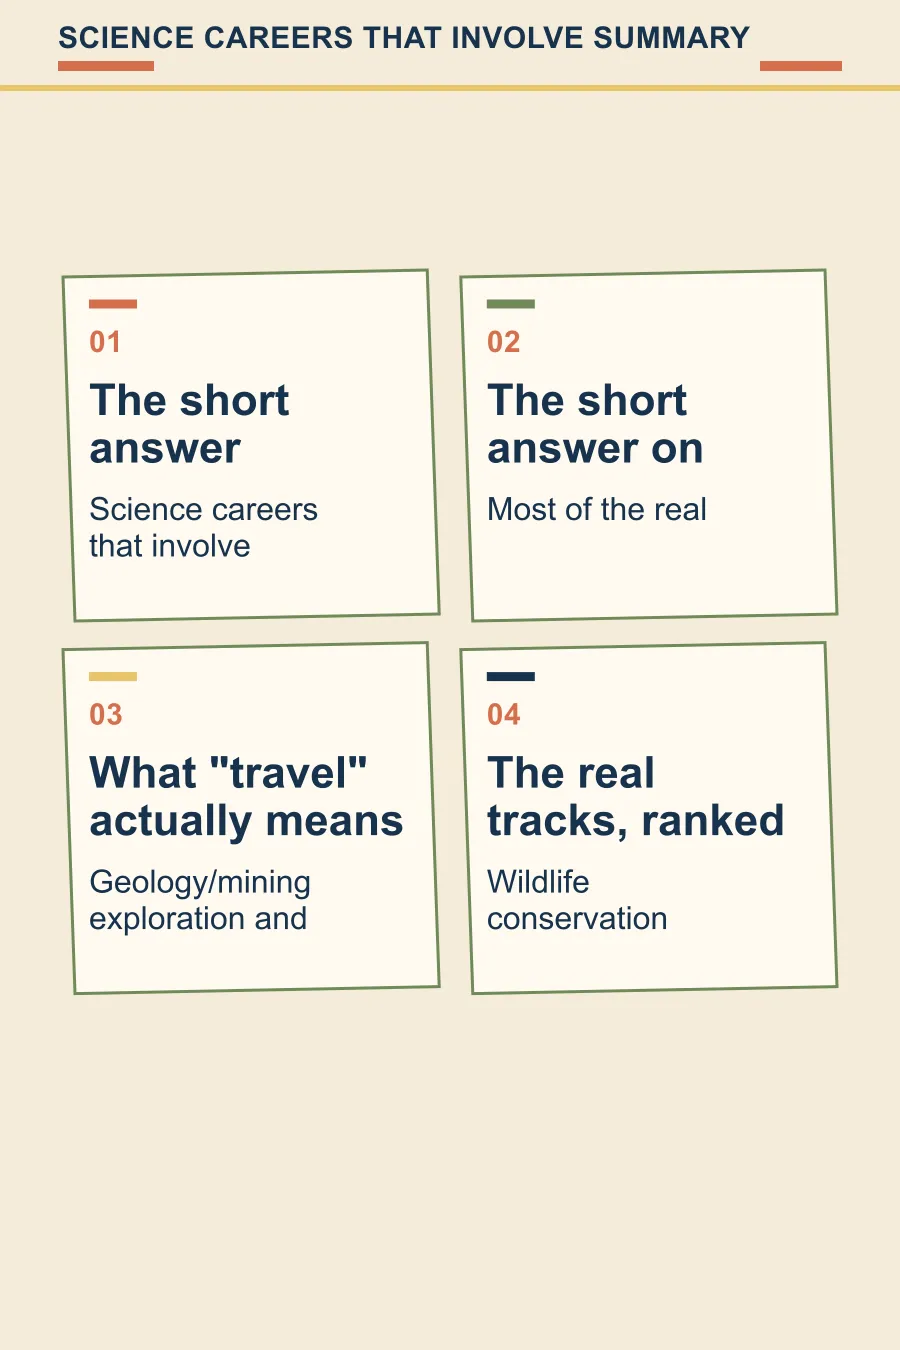 SCIENCE CAREERS THAT INVOLVE SUMMARY
01
The short
answer
Science careers
that involve
02
The short
answer on
Most of the real
03
What "travel"
actually means
Geology/mining
exploration and
04
The real
tracks, ranked
Wildlife
conservation